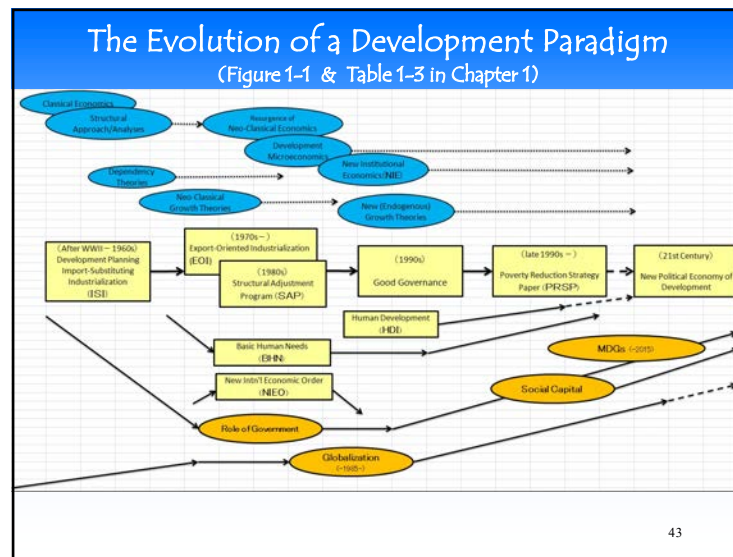 The Evolution of a Development Paradigm
(Figure 1-1 & Table 1-3 in Chapter 1)
Classical Economics
Structural
Approach/Analyses
Resurgence of
Neo-Classical Economics
Development
Microeconomics
New Institutional
Economics(NIE)
Dependency
Theories
Neo-Classical
Growth Theories
New (Endogenous)
Growth Theories
(After WWII - 1960s)
Development Planning
Import-Substituting
Industrialization
(ISI)
(1970s-)
Export-Oriented Industrialization
(EOI)
(1980s)
Structural Adjustment
Program (SAP)
(1990s)
Good Governance
(late 1990s -)
Poverty Reduction Strategy
Paper (PRSP)
(21st Century)
New Political Economy of
Development
Human Development
(HDI)
Basic Human Needs
(BHN)
MDGs (-2015)
New Intn'l Economic Order
(NIEO)
Social Capital
Role of Government
Globalization
(-1985-)
43